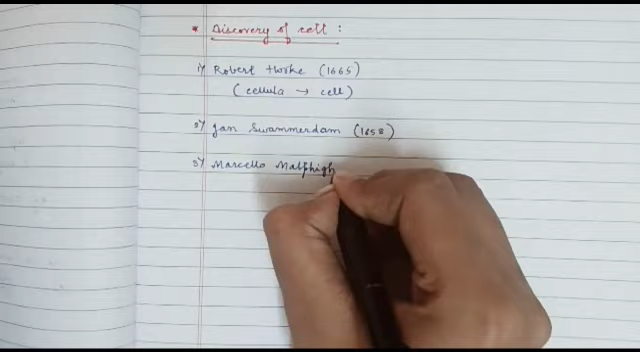 * Discovery of cell :
1) Robert Hooke (1665)
(cellula → cell)
2) Jan Swammerdam (1658)
3) Marcello Malphigh